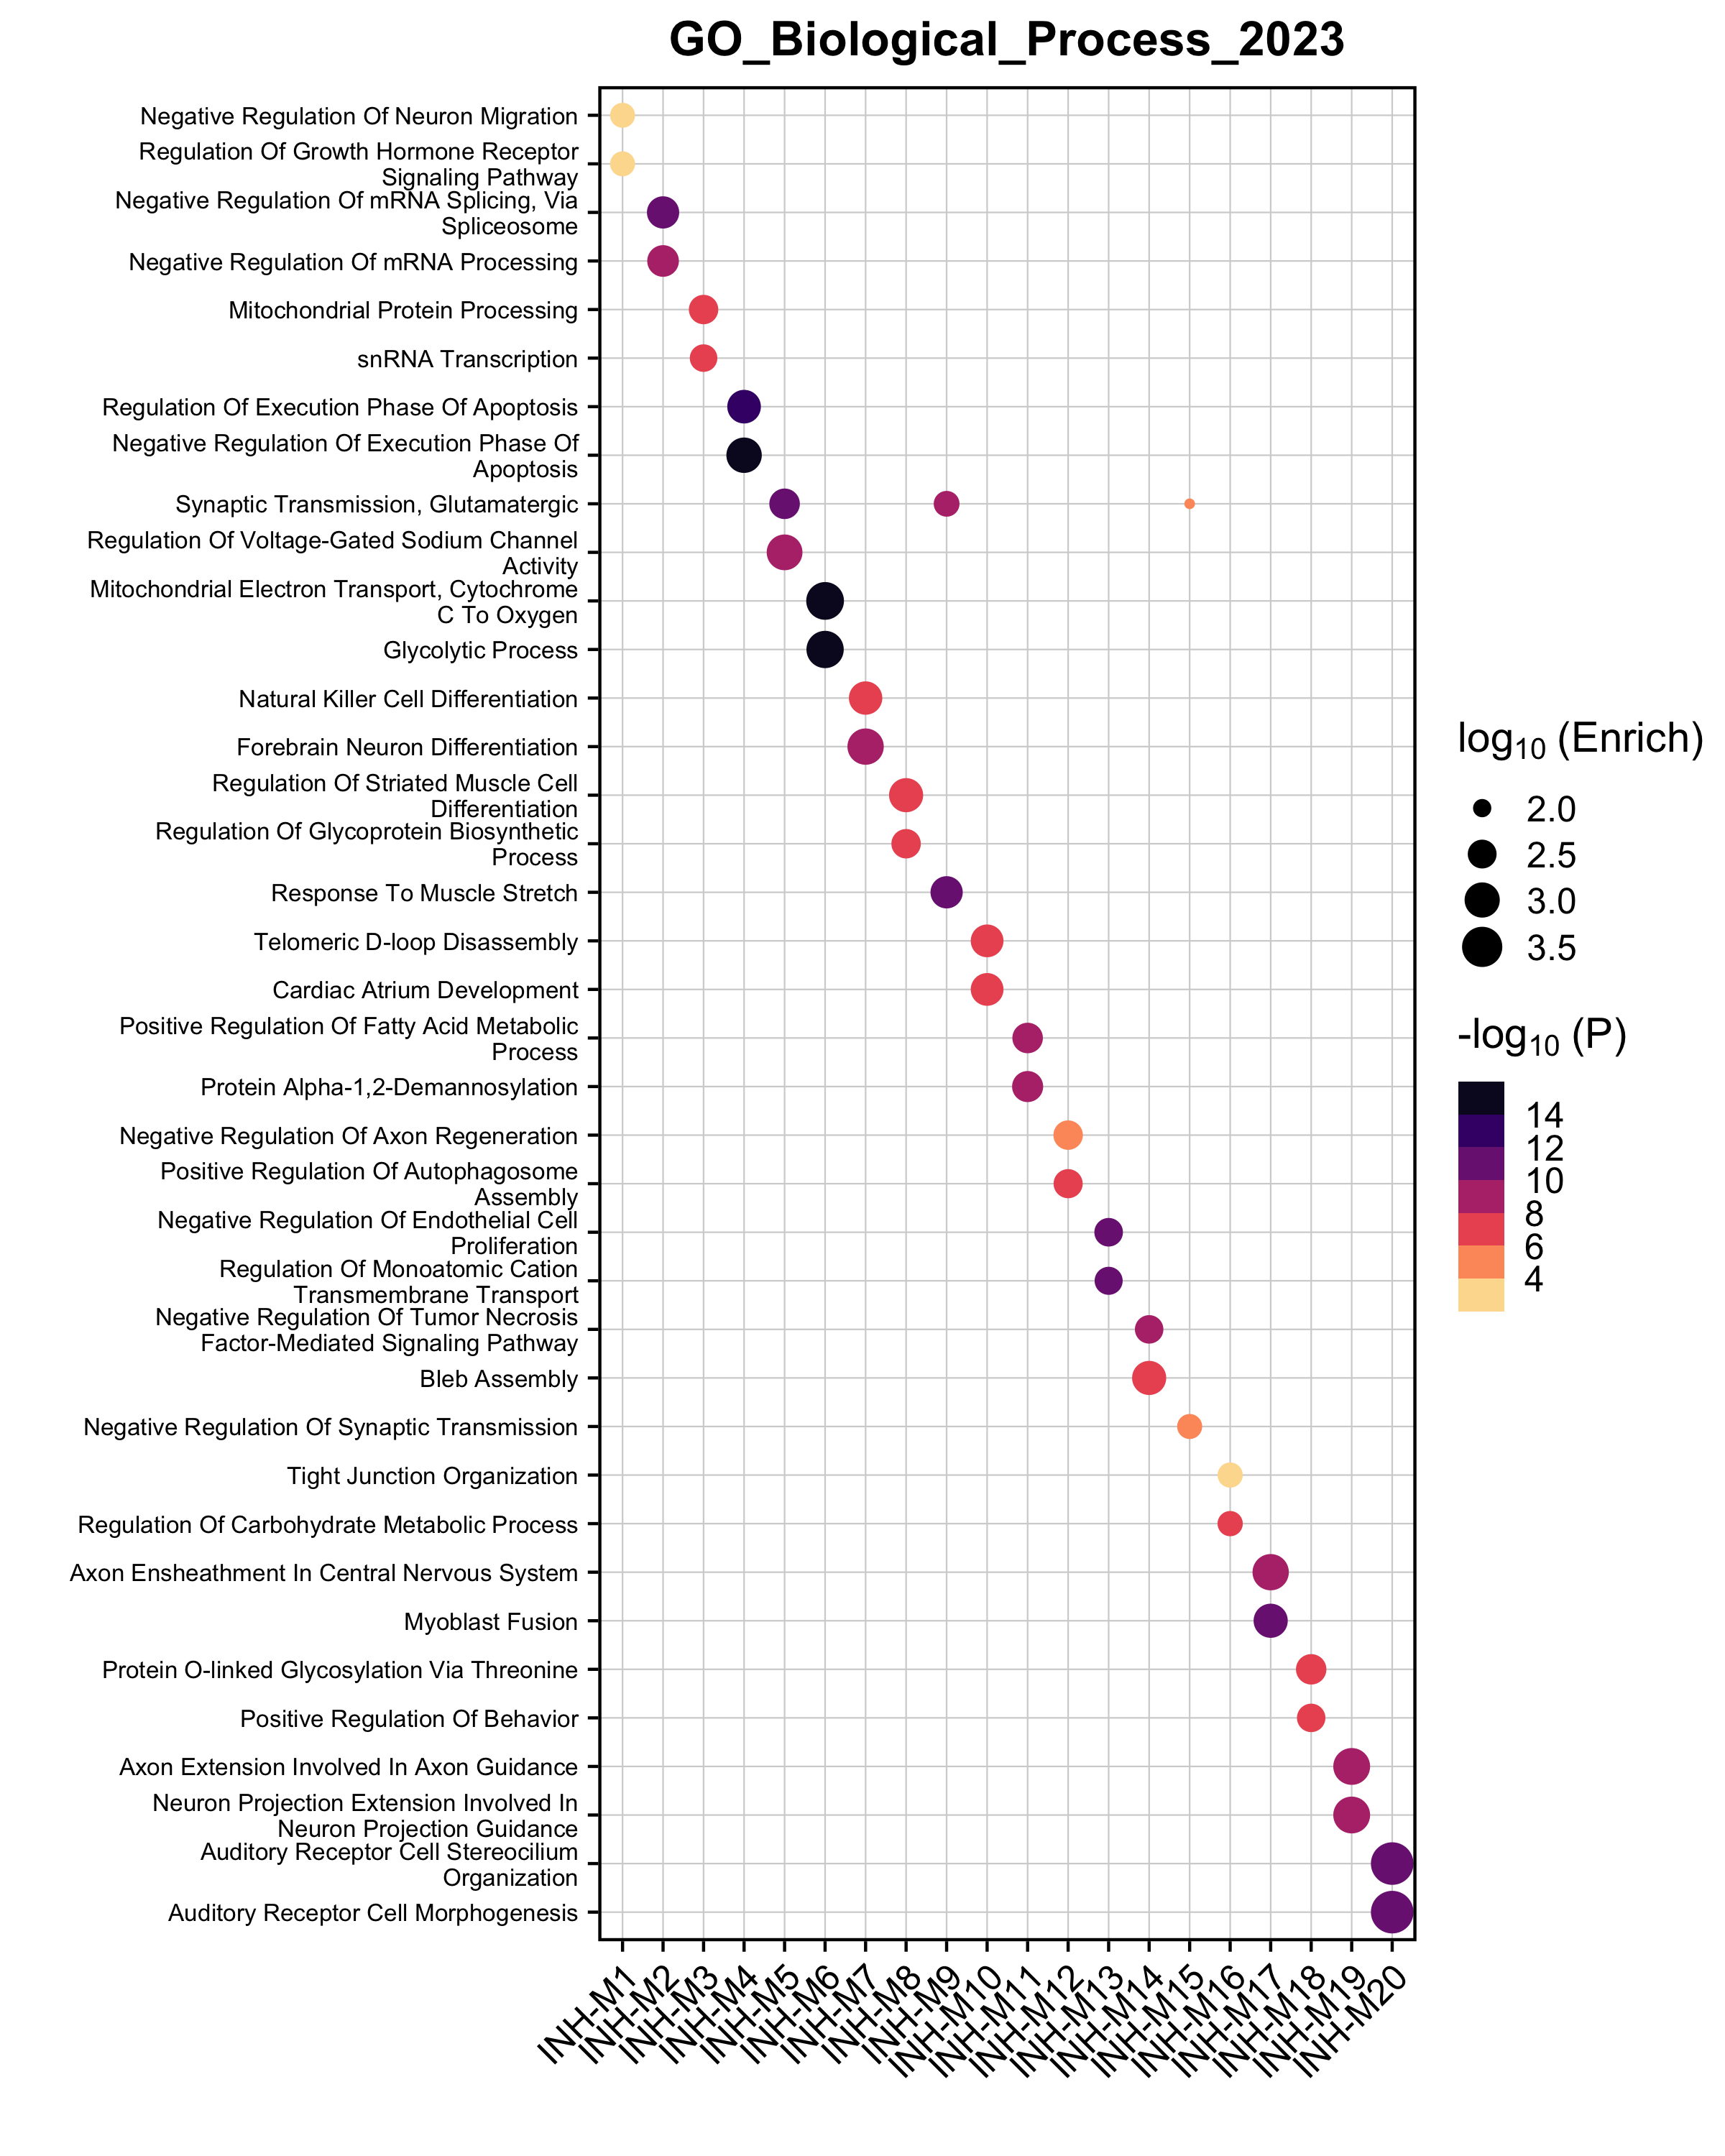 GO_Biological_Process_2023
Negative Regulation Of Neuron Migration
Regulation Of Growth Hormone Receptor
Signaling Pathway
Negative Regulation Of mRNA Splicing, Via
Spliceosome
Negative Regulation Of mRNA Processing
Mitochondrial Protein Processing
snRNA Transcription
Regulation Of Execution Phase Of Apoptosis
Negative Regulation Of Execution Phase Of
Apoptosis
Synaptic Transmission, Glutamatergic
Regulation Of Voltage-Gated Sodium Channel
Activity
Mitochondrial Electron Transport, Cytochrome
C To Oxygen
Glycolytic Process
Natural Killer Cell Differentiation
Forebrain Neuron Differentiation
Regulation Of Striated Muscle Cell
Differentiation
Regulation Of Glycoprotein Biosynthetic
Process
Response To Muscle Stretch
Telomeric D-loop Disassembly
Cardiac Atrium Development
Positive Regulation Of Fatty Acid Metabolic
Process
Protein Alpha-1,2-Demannosylation
Negative Regulation Of Axon Regeneration
Positive Regulation Of Autophagosome
Assembly
Negative Regulation Of Endothelial Cell
Proliferation
Regulation Of Monoatomic Cation
Transmembrane Transport
Negative Regulation Of Tumor Necrosis
Factor-Mediated Signaling Pathway
Bleb Assembly
Negative Regulation Of Synaptic Transmission
Tight Junction Organization
Regulation Of Carbohydrate Metabolic Process
Axon Ensheathment In Central Nervous System
Myoblast Fusion
Protein O-linked Glycosylation Via Threonine
Positive Regulation Of Behavior
Axon Extension Involved In Axon Guidance
Neuron Projection Extension Involved In
Neuron Projection Guidance
Auditory Receptor Cell Stereocilium
Organization
Auditory Receptor Cell Morphogenesis
INH-M1
INH-M2
INH-M3
INH-M4
INH-M5
INH-M6
INH-M7
INH-M8
INH-M9
INH-M10
INH-M11
INH-M12
INH-M13
INH-M14
INH-M15
INH-M16
INH-M17
INH-M18
INH-M19
INH-M20
log₁₀ (Enrich)
2.0
2.5
3.0
3.5
-log₁₀ (P)
14
12
10
8
6
4